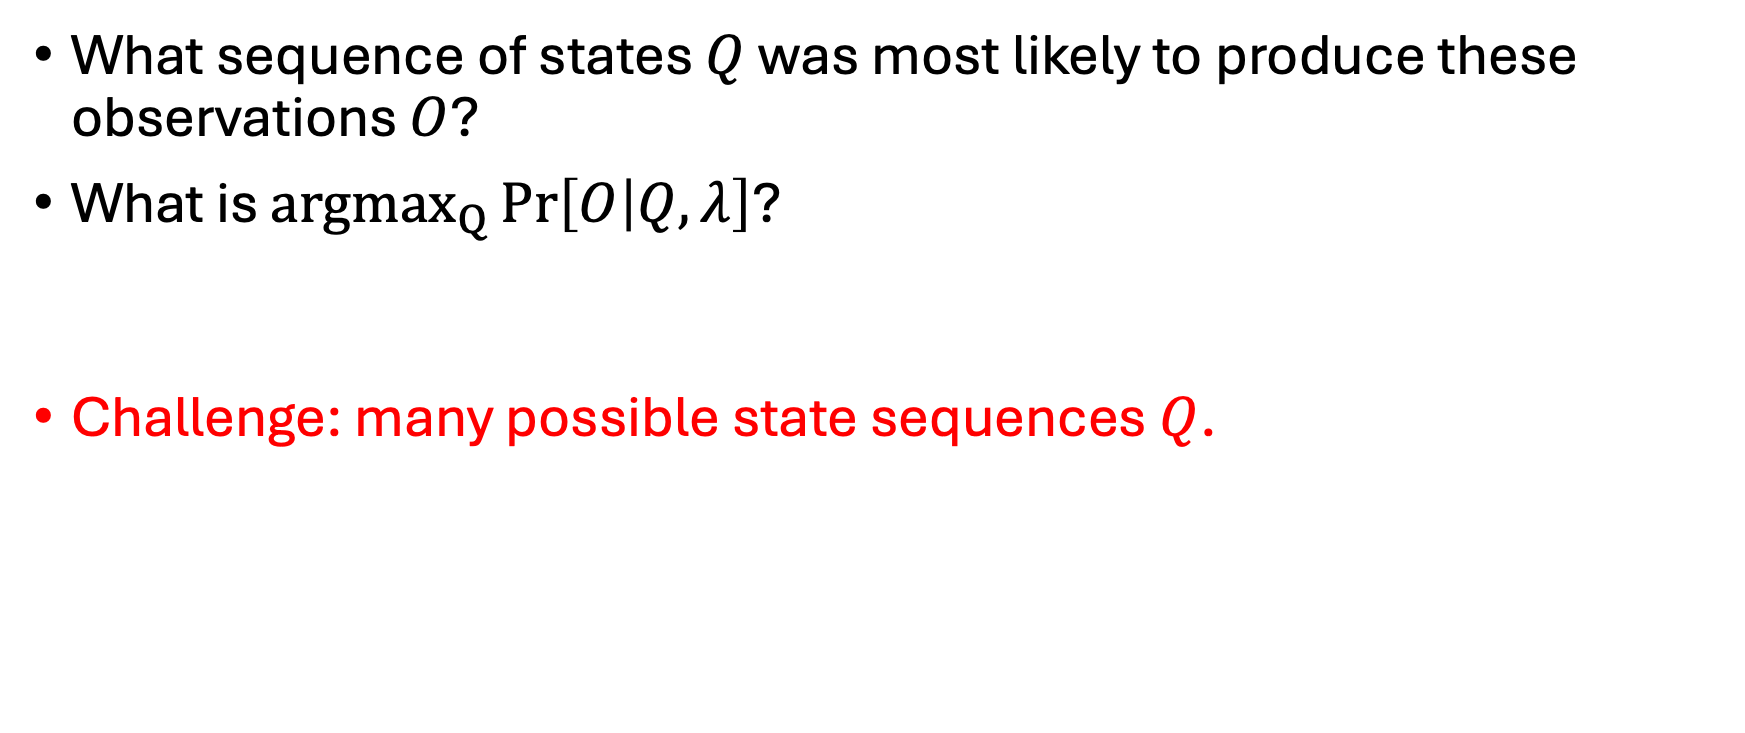 • What sequence of states Q was most likely to produce these
observations O?
• What is argmax_Q Pr[O|Q, λ]?
• Challenge: many possible state sequences Q.